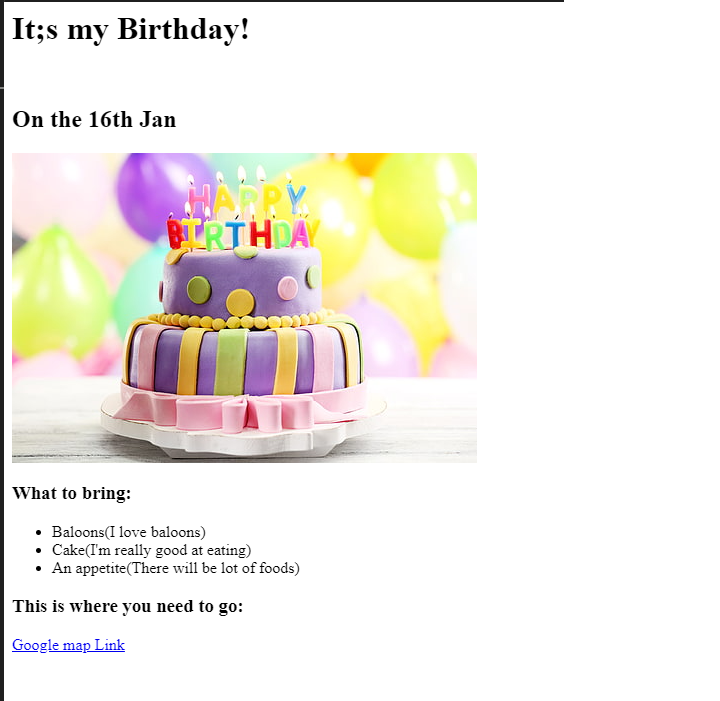 It;s my Birthday!
On the 16th Jan
HAPPY
BIRTHDAY
What to bring:
Baloons(I love baloons)
Cake(I'm really good at eating)
An appetite(There will be lot of foods)
This is where you need to go:
Google map Link